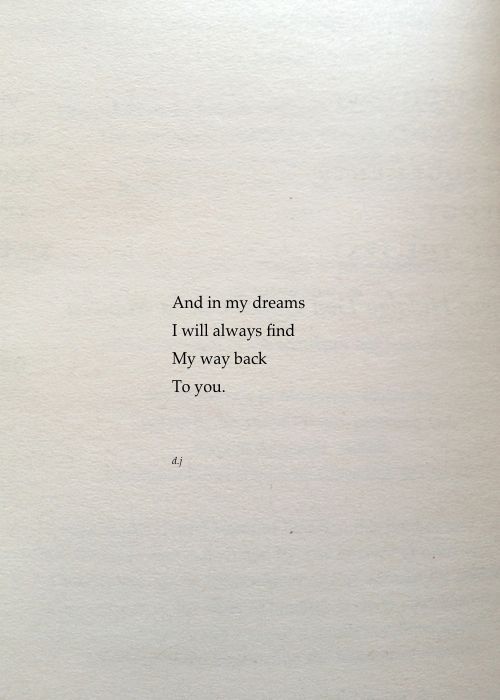 And in my dreams
I will always find
My way back
To you.
d.j